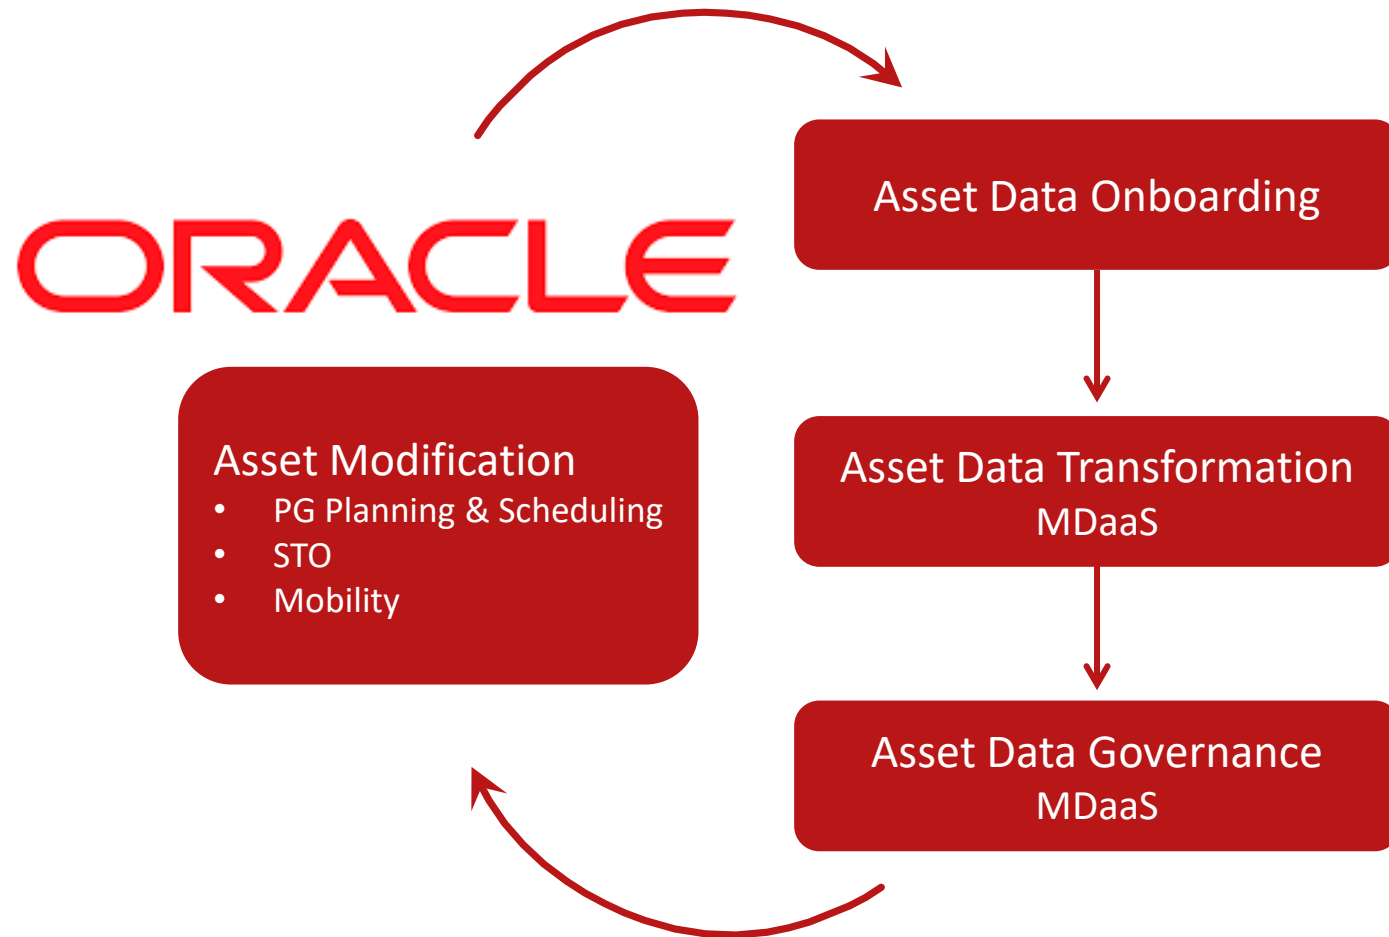 ORACLE
Asset Modification
• PG Planning & Scheduling
• STO
• Mobility
Asset Data Onboarding
Asset Data Transformation
MDaaS
Asset Data Governance
MDaaS